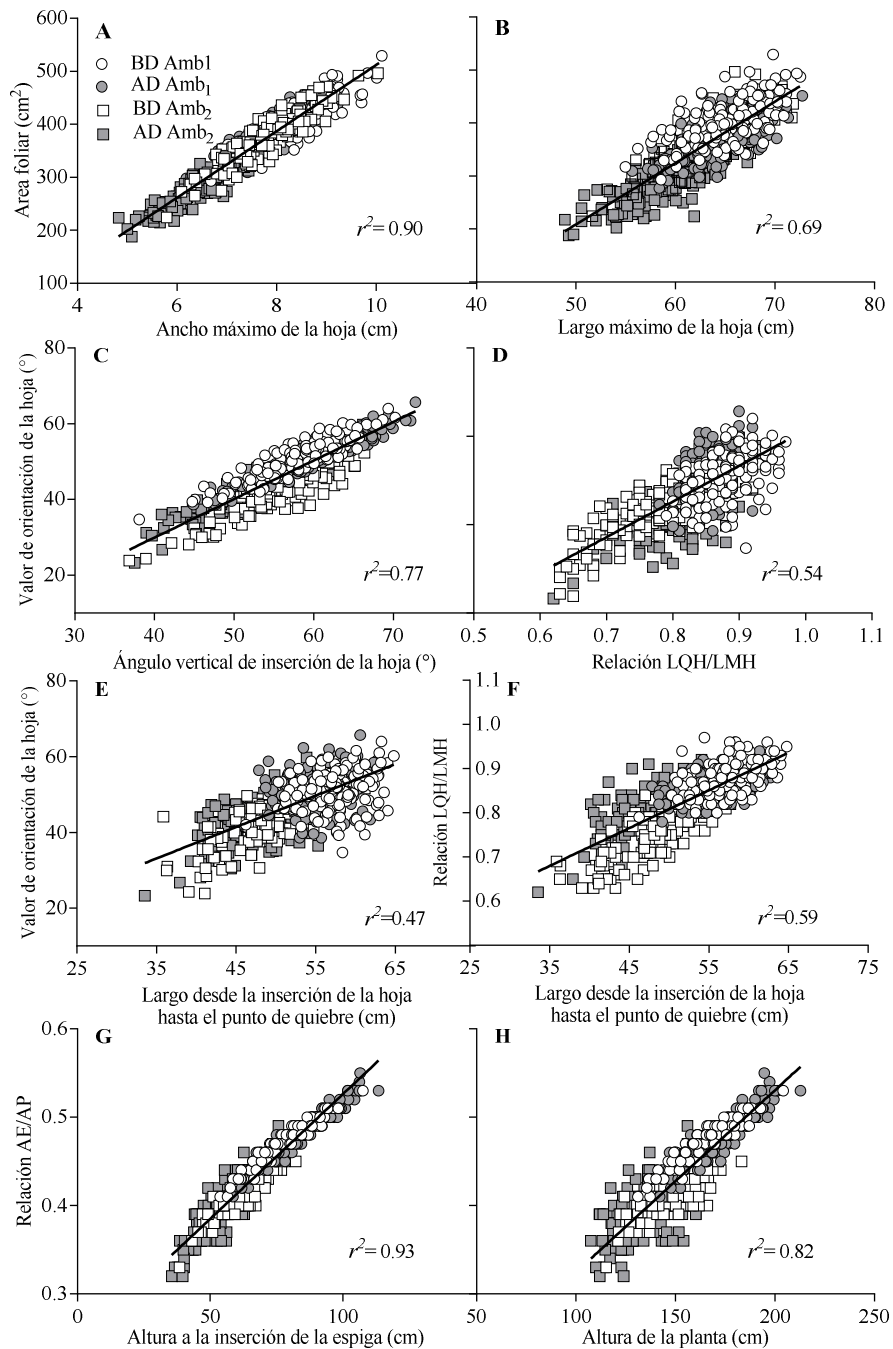 A
BD Amb1
AD Amb1
BD Amb2
AD Amb2
Area foliar (cm2)
600
500
400
300
200
100
r2= 0.90
4
6
8
10
Ancho máximo de la hoja (cm)
B
r2= 0.69
40
50
60
70
80
Largo máximo de la hoja (cm)
C
Valor de orientación de la hoja (°)
80
60
40
20
r2=0.77
30
40
50
60
70
Ángulo vertical de inserción de la hoja (°)
D
r2=0.54
0.5
0.6
0.7
0.8
0.9
1.0
1.1
Relación LQH/LMH
E
Valor de orientación de la hoja (°)
80
60
40
20
r2=0.47
25
35
45
55
65
Largo desde la inserción de la hoja
hasta el punto de quiebre (cm)
F
Relación LQH/LMH
1.1
1.0
0.9
0.8
0.7
0.6
r2=0.59
25
35
45
55
65
75
Largo desde la inserción de la hoja
hasta el punto de quiebre (cm)
G
Relación AE/AP
0.6
0.5
0.4
0.3
r2= 0.93
0
50
100
Altura a la inserción de la espiga (cm)
H
r2= 0.82
50
100
150
200
250
Altura de la planta (cm)